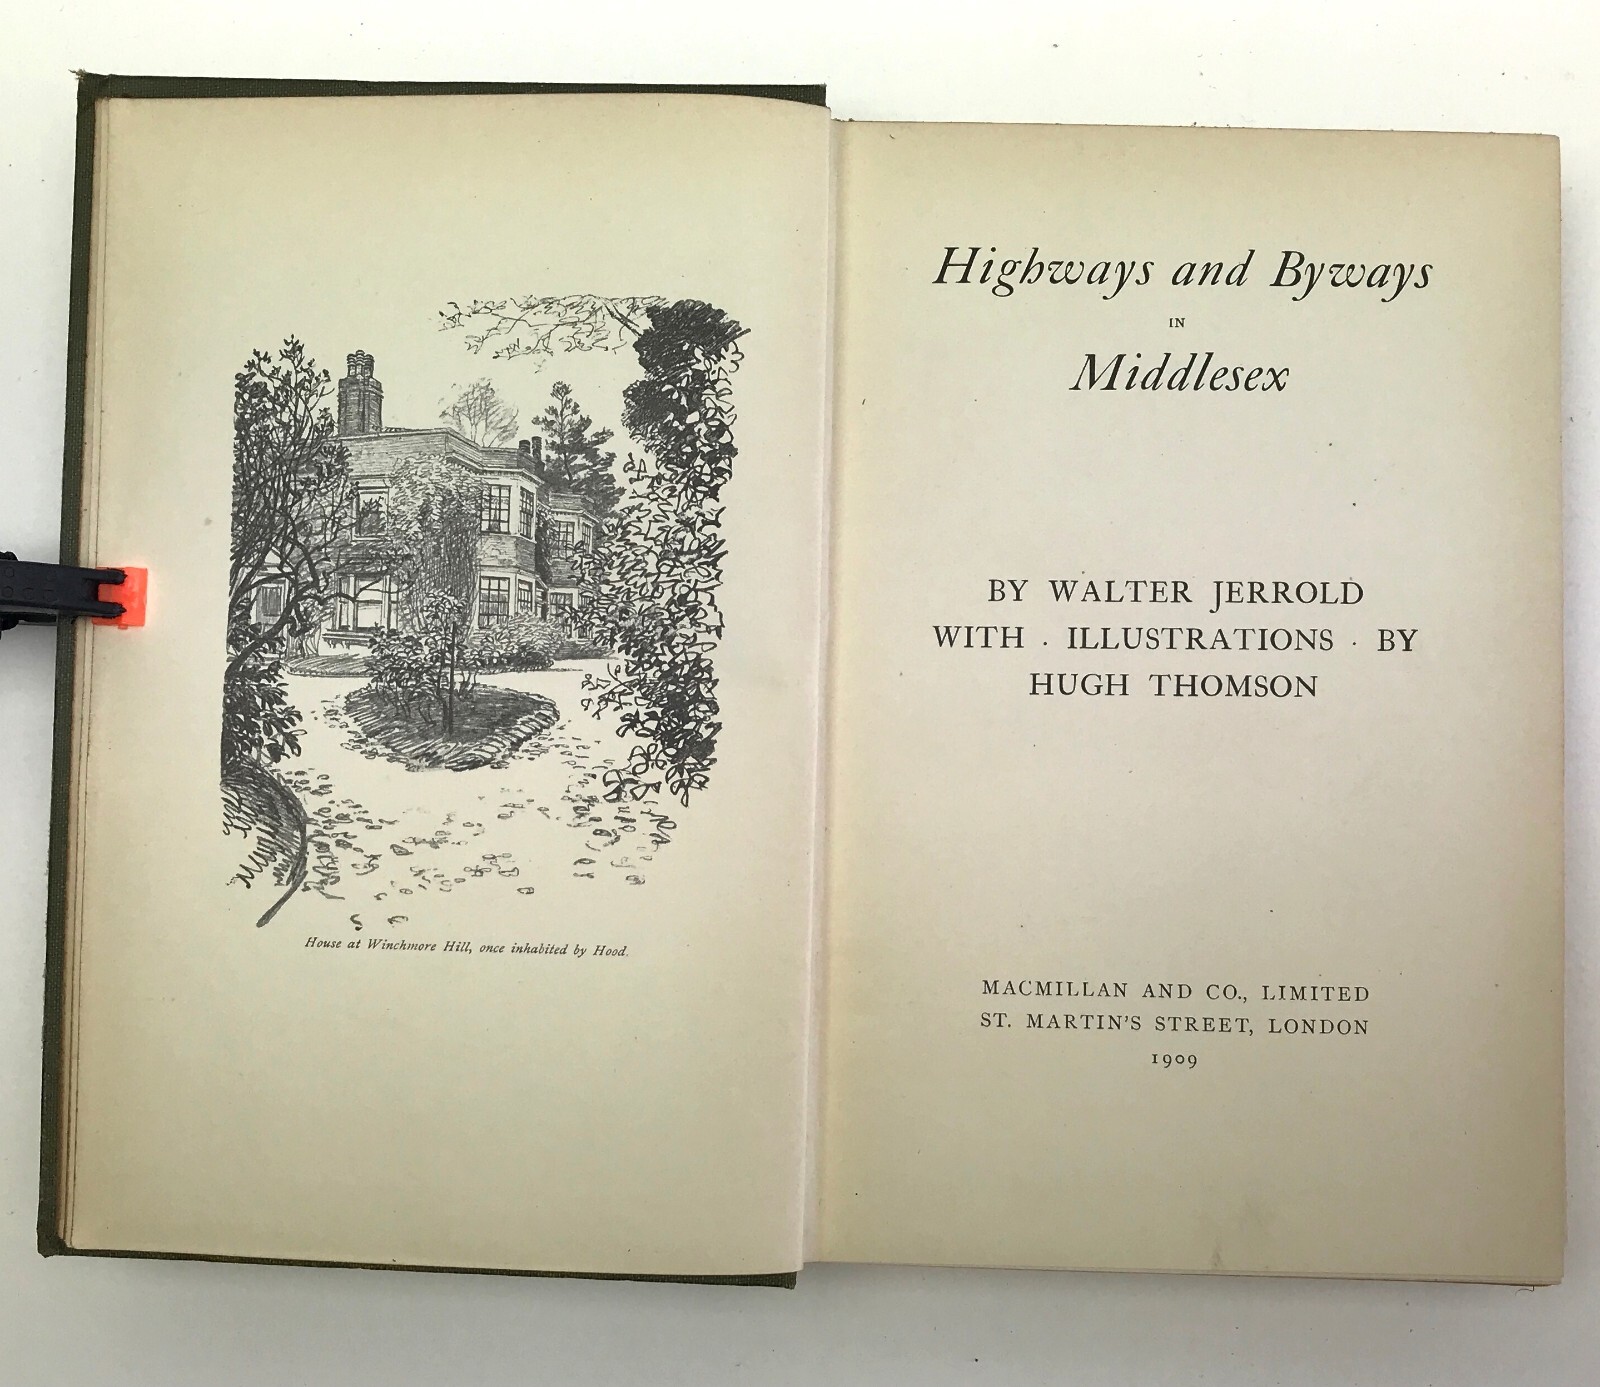 House at Winchmore Hill, once inhabited by Hood.
Highways and Byways
IN
Middlesex
BY WALTER JERROLD
WITH · ILLUSTRATIONS · BY
HUGH THOMSON
MACMILLAN AND CO., LIMITED
ST. MARTIN'S STREET, LONDON
1909